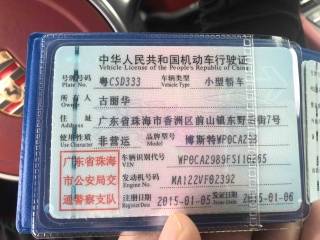 中华人民共和国机动车行驶证
Vehicle License of the People's Republic of China
号牌号码 粤CSD333 车辆类型 小型轿车
Plate No. Vehicle Type
所有人 古丽华
Owner
住址 广东省珠海市香洲区前山镇东野三街7号
Address
使用性质 非营运 品牌型号 博斯特WP0CA2
Use Character Model
广东省珠海
市公安局交
通警察支队
车辆识别代号
VIN
发动机号码 MA122VF02392
Engine No.
注册日期 2015-01-05 发证日期 2015-01-06
Register Date Issue Date